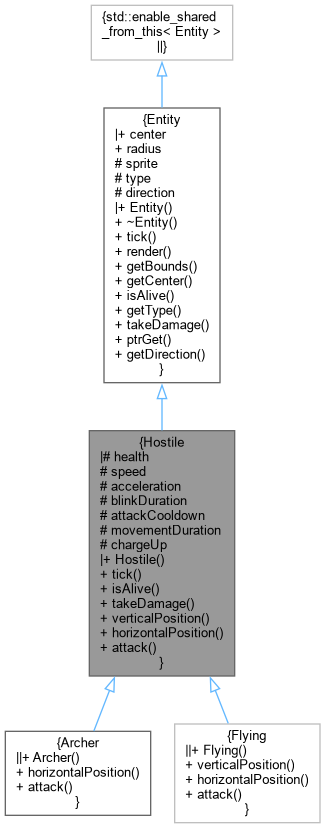 {std::enable_shared
_from_this< Entity >
||}
{Entity
|+ center
+ radius
# sprite
# type
# direction
|+ Entity()
+ ~Entity()
+ tick()
+ render()
+ getBounds()
+ getCenter()
+ isAlive()
+ getType()
+ takeDamage()
+ ptrGet()
+ getDirection()
}
{Hostile
|# health
# speed
# acceleration
# blinkDuration
# attackCooldown
# movementDuration
# chargeUp
|+ Hostile()
+ tick()
+ isAlive()
+ takeDamage()
+ verticalPosition()
+ horizontalPosition()
+ attack()
}
{Archer
||+ Archer()
+ horizontalPosition()
+ attack()
}
{Flying
||+ Flying()
+ verticalPosition()
+ horizontalPosition()
+ attack()
}